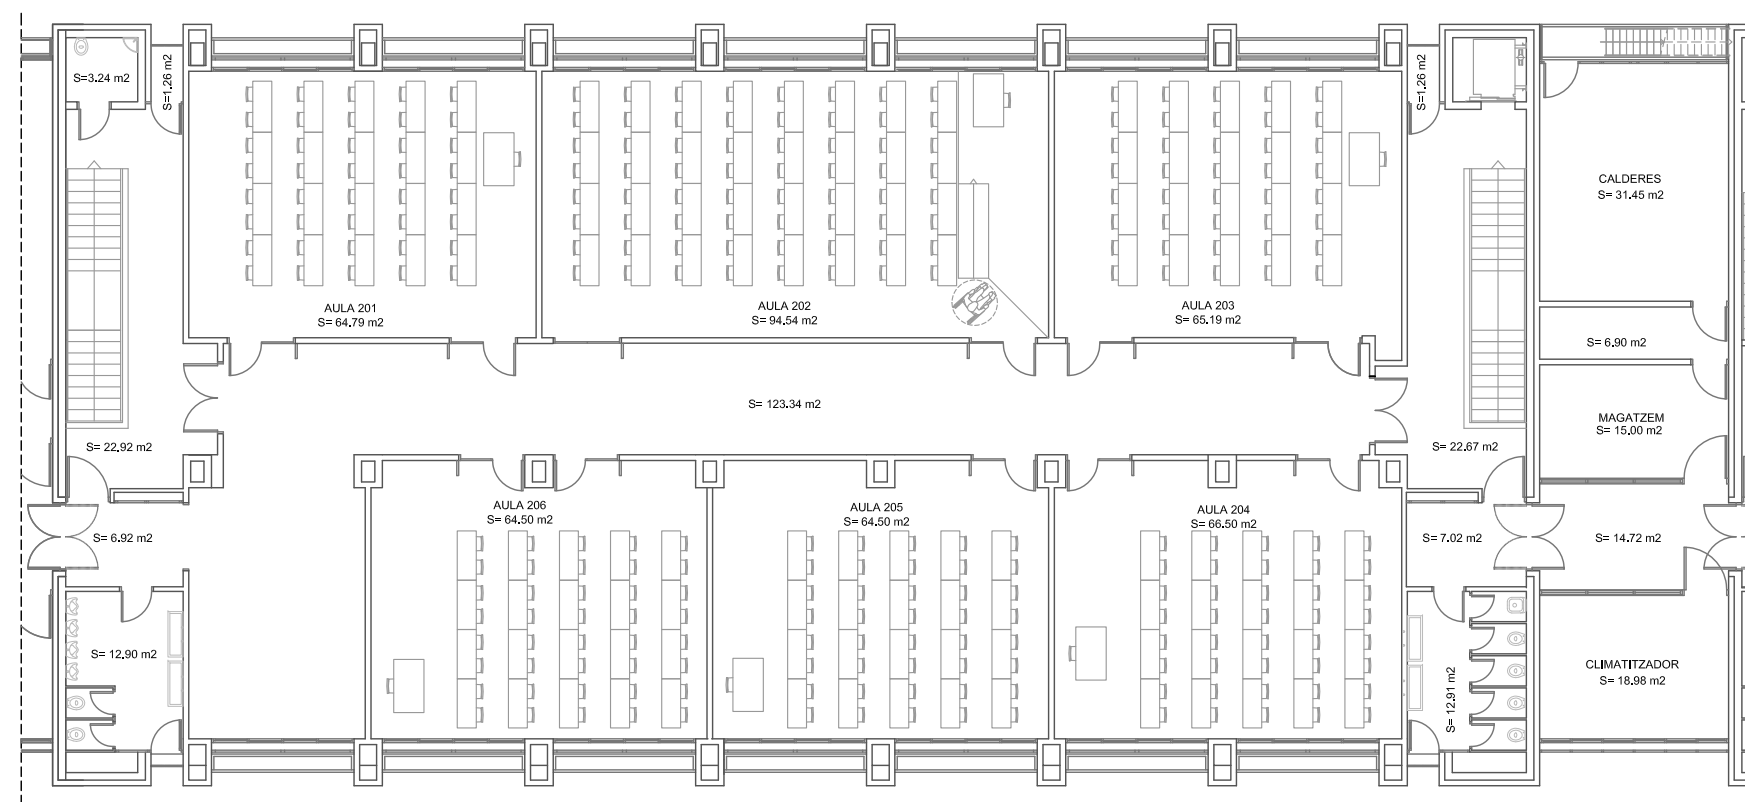 S=3.24 m2
S=1.26 m2
S=1.26 m2
CALDERES
S= 31.45 m2
AULA 201
S= 64.79 m2
AULA 202
S= 94.54 m2
AULA 203
S= 65.19 m2
S= 6.90 m2
S= 123.34 m2
MAGATZEM
S= 15.00 m2
S= 22.92 m2
S= 22.67 m2
AULA 206
S= 64.50 m2
AULA 205
S= 64.50 m2
AULA 204
S= 66.50 m2
S= 6.92 m2
S= 7.02 m2
S= 14.72 m2
S= 12.90 m2
S= 12.91 m2
CLIMATITZADOR
S= 18.98 m2